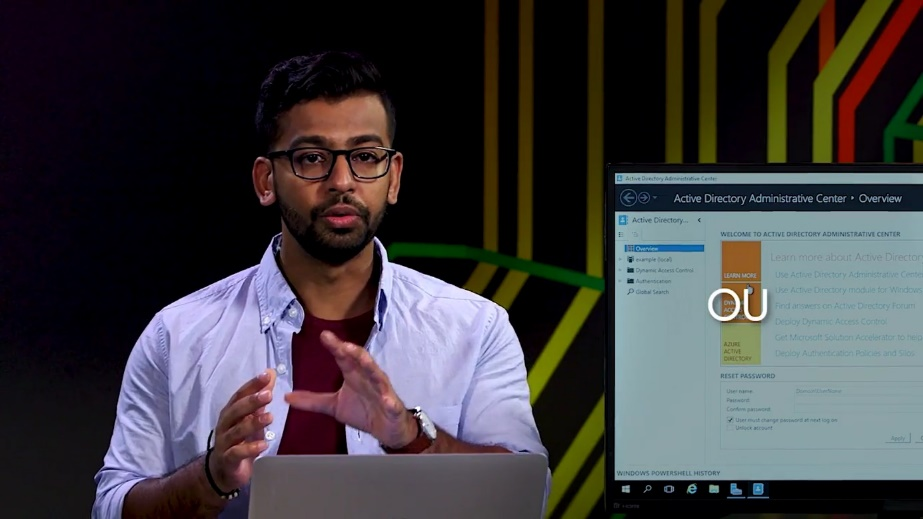 Active Directory Administrative Center
Active Directory Administrative Center • Overview
Active Directory...
Overview
example (local)
Dynamic Access Control
Authentication
Global Search
WELCOME TO ACTIVE DIRECTORY ADMINISTRATIVE CENTER
LEARN MORE
AZURE
ACTIVE
DIRECTORY
Learn more about Active Director
Use Active Directory Administrative Cente
Use Active Directory module for Windows
Find answers on Active Directory Forum
Deploy Dynamic Access Control
Get Microsoft Solution Accelerator to help
Deploy Authentication Policies and Silos
OU
RESET PASSWORD
User name:
Password:
Confirm password:
User must change password at next log on
Unlock account
Apply
WINDOWS POWERSHELL HISTORY